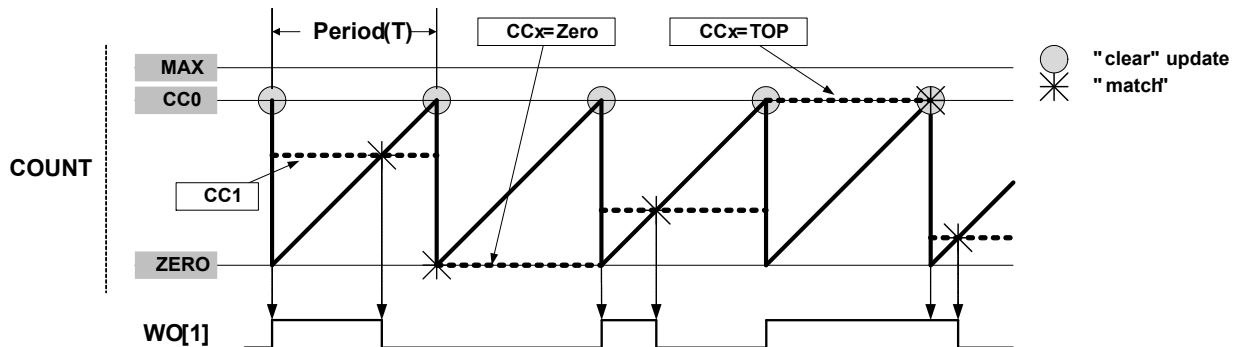 Period(T)
CCx=Zero
CCx=TOP
"clear" update
"match"
MAX
CC0
COUNT
CC1
ZERO
WO[1]